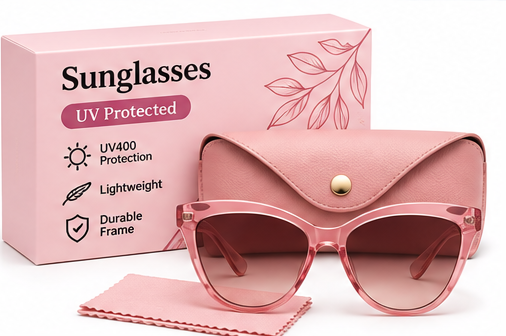 Sunglasses
UV Protected
UV400
Protection
Lightweight
Durable
Frame